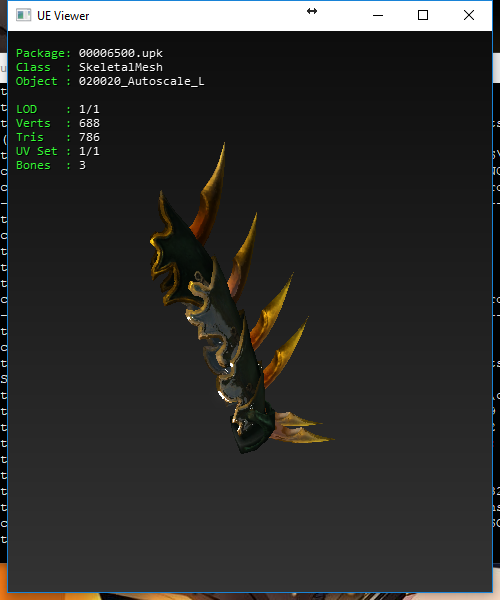 UE Viewer
Package: 00006500.upk
Class : SkeletalMesh
Object : 020020_Autoscale_L
LOD : 1/1
Verts : 688
Tris : 786
UV Set : 1/1
Bones : 3